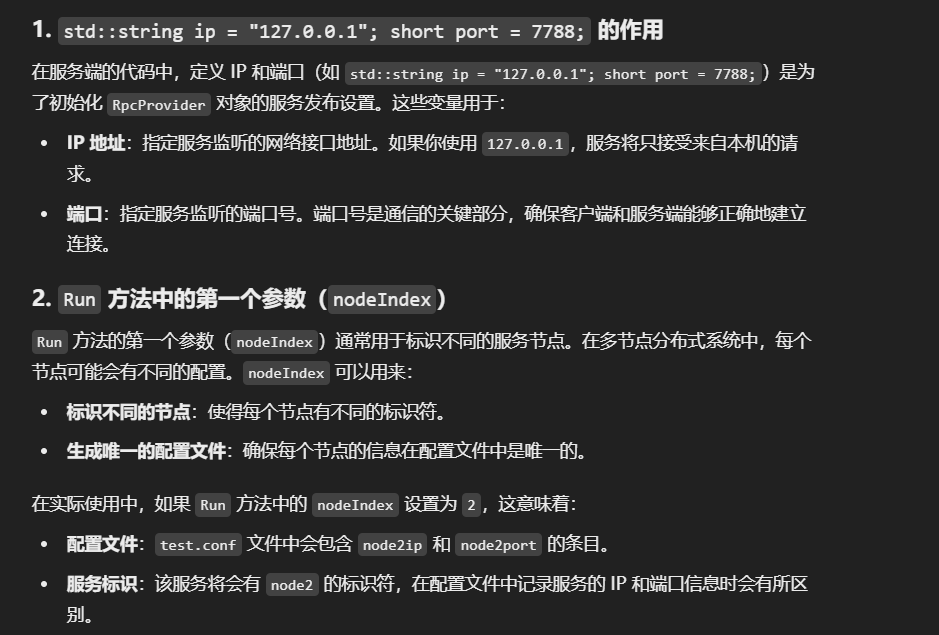 1. std::string ip = "127.0.0.1"; short port = 7788; 的作用
在服务端的代码中，定义 IP 和端口（如 std::string ip = "127.0.0.1"; short port = 7788;）是为
了初始化 RpcProvider 对象的服务发布设置。这些变量用于：
• IP 地址：指定服务监听的网络接口地址。如果你使用 127.0.0.1，服务将只接受来自本机的请
求。
• 端口：指定服务监听的端口号。端口号是通信的关键部分，确保客户端和服务端能够正确地建立
连接。
2. Run 方法中的第一个参数（nodeIndex）
Run 方法的第一个参数（nodeIndex）通常用于标识不同的服务节点。在多节点分布式系统中，每个
节点可能会有不同的配置。nodeIndex 可以用来：
• 标识不同的节点：使得每个节点有不同的标识符。
• 生成唯一的配置文件：确保每个节点的信息在配置文件中是唯一的。
在实际使用中，如果 Run 方法中的 nodeIndex 设置为 2，这意味着：
• 配置文件：test.conf 文件中会包含 node2ip 和 node2port 的条目。
• 服务标识：该服务将会有 node2 的标识符，在配置文件中记录服务的 IP 和端口信息时会有所区
别。